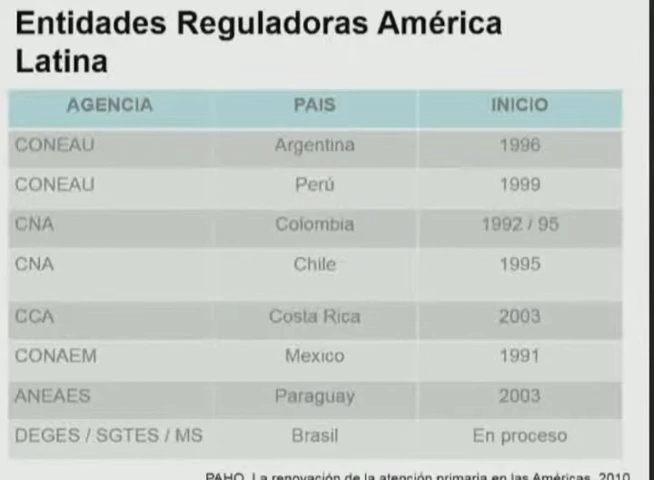 Entidades Reguladoras América
Latina
AGENCIA PAIS INICIO
CONEAU Argentina 1996
CONEAU Perú 1999
CNA Colombia 1992 / 95
CNA Chile 1995
CCA Costa Rica 2003
CONAEM Mexico 1991
ANEAES Paraguay 2003
DEGES / SGTES / MS Brasil En proceso
PAHO. La renovación de la atención primaria en las Américas, 2010